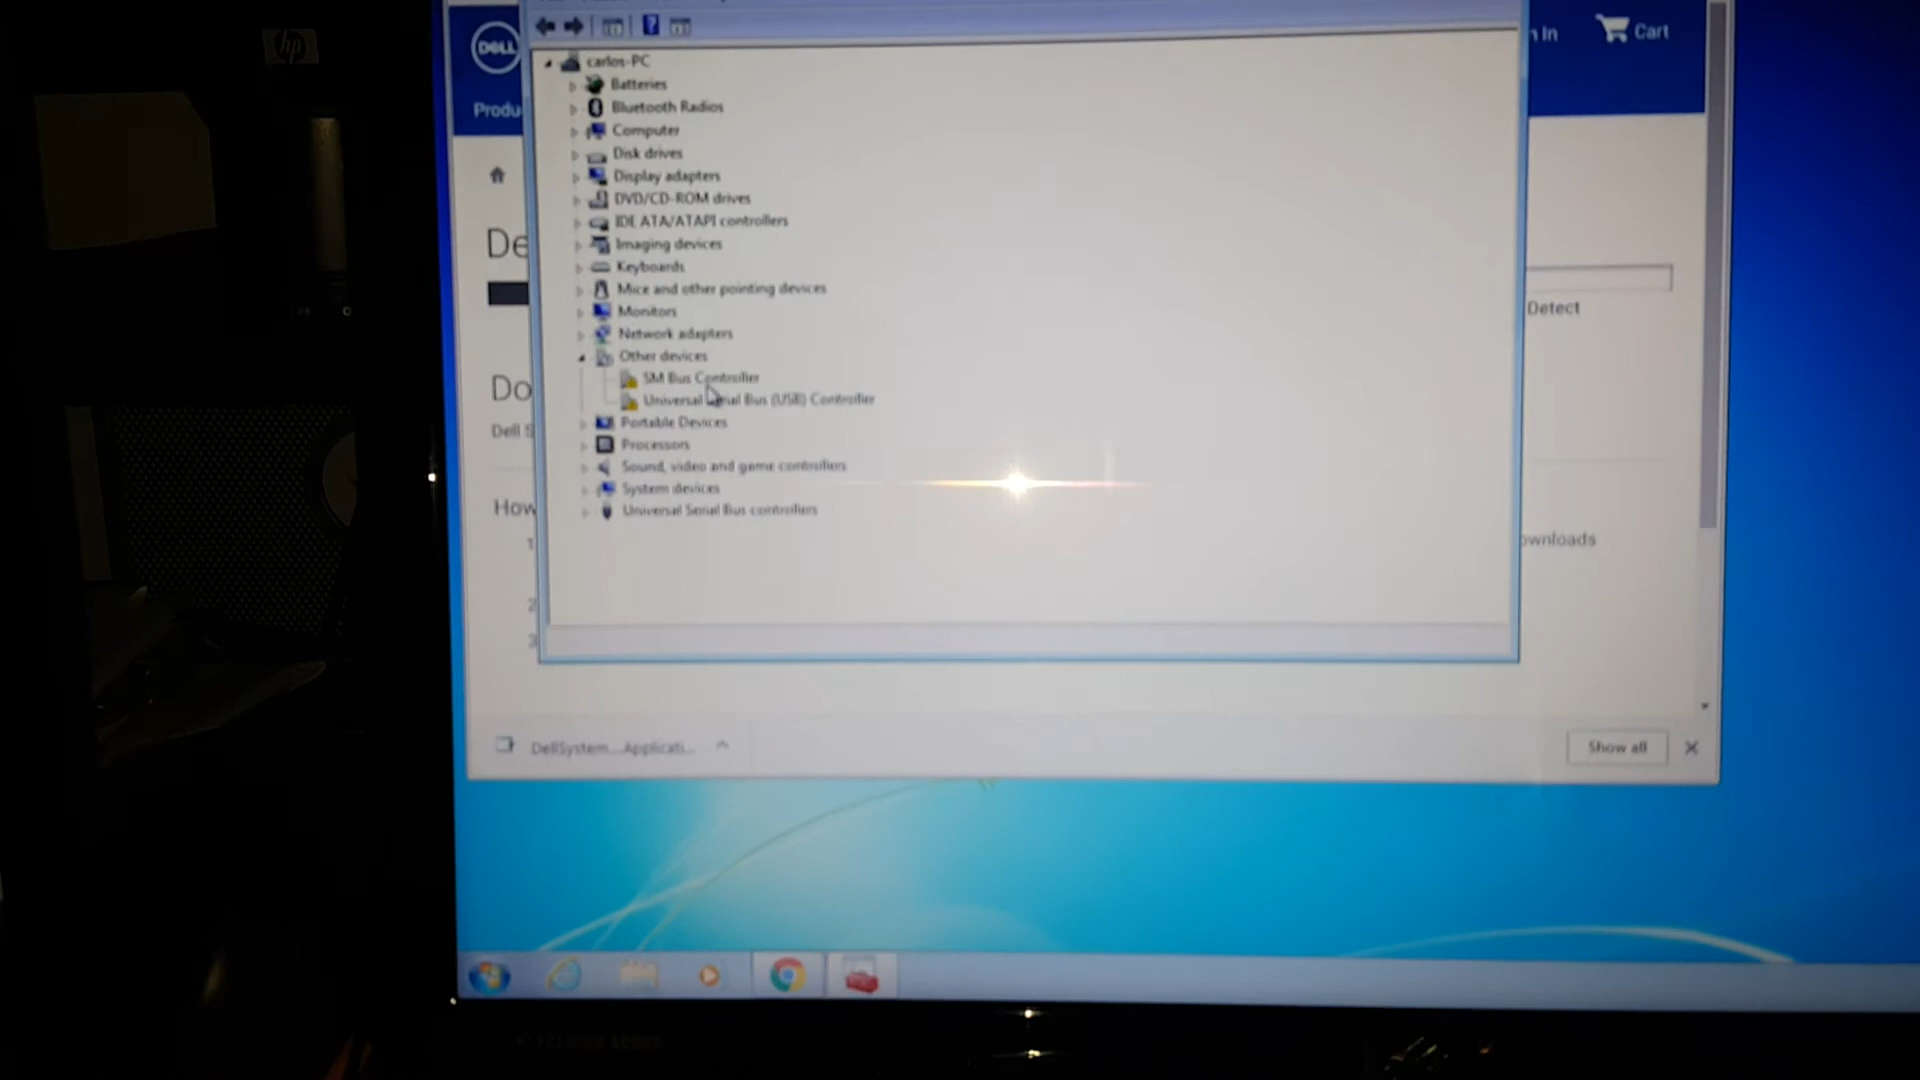 hp
DELL
n In
Cart
Produ
carlos-PC
Batteries
Bluetooth Radios
Computer
Disk drives
Display adapters
DVD/CD-ROM drives
IDE ATA/ATAPI controllers
Imaging devices
Keyboards
Mice and other pointing devices
Monitors
Network adapters
Other devices
SM Bus Controller
Universal Serial Bus (USB) Controller
Portable Devices
Processors
Sound, video and game controllers
System devices
Universal Serial Bus controllers
De
Detect
Do
Dell S
How
1
ownloads
2
3
DellSystem....Applicati...
Show all